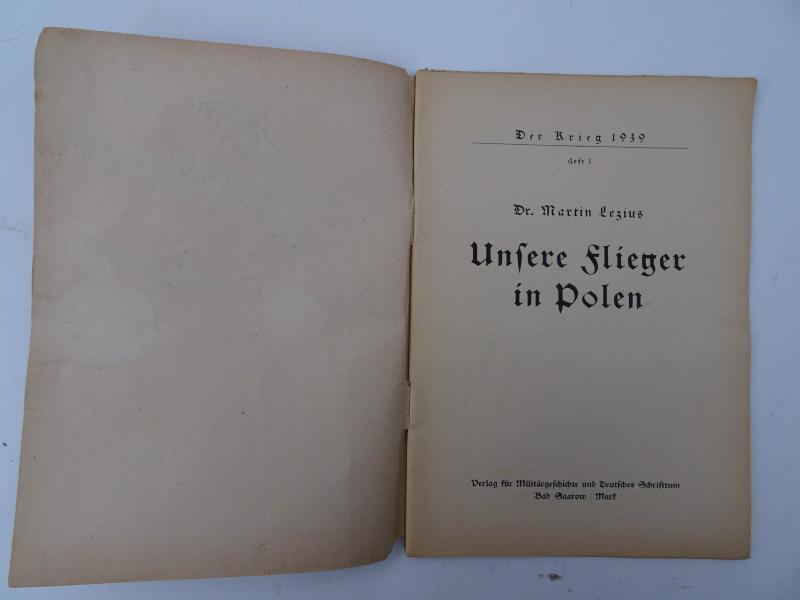 Der Krieg 1939
Heft 1
Dr. Martin Lezius
Unſere Flieger
in Polen
Verlag für Militärgeſchichte und Deutſches Schrifttum
Bad Saarow / Mark